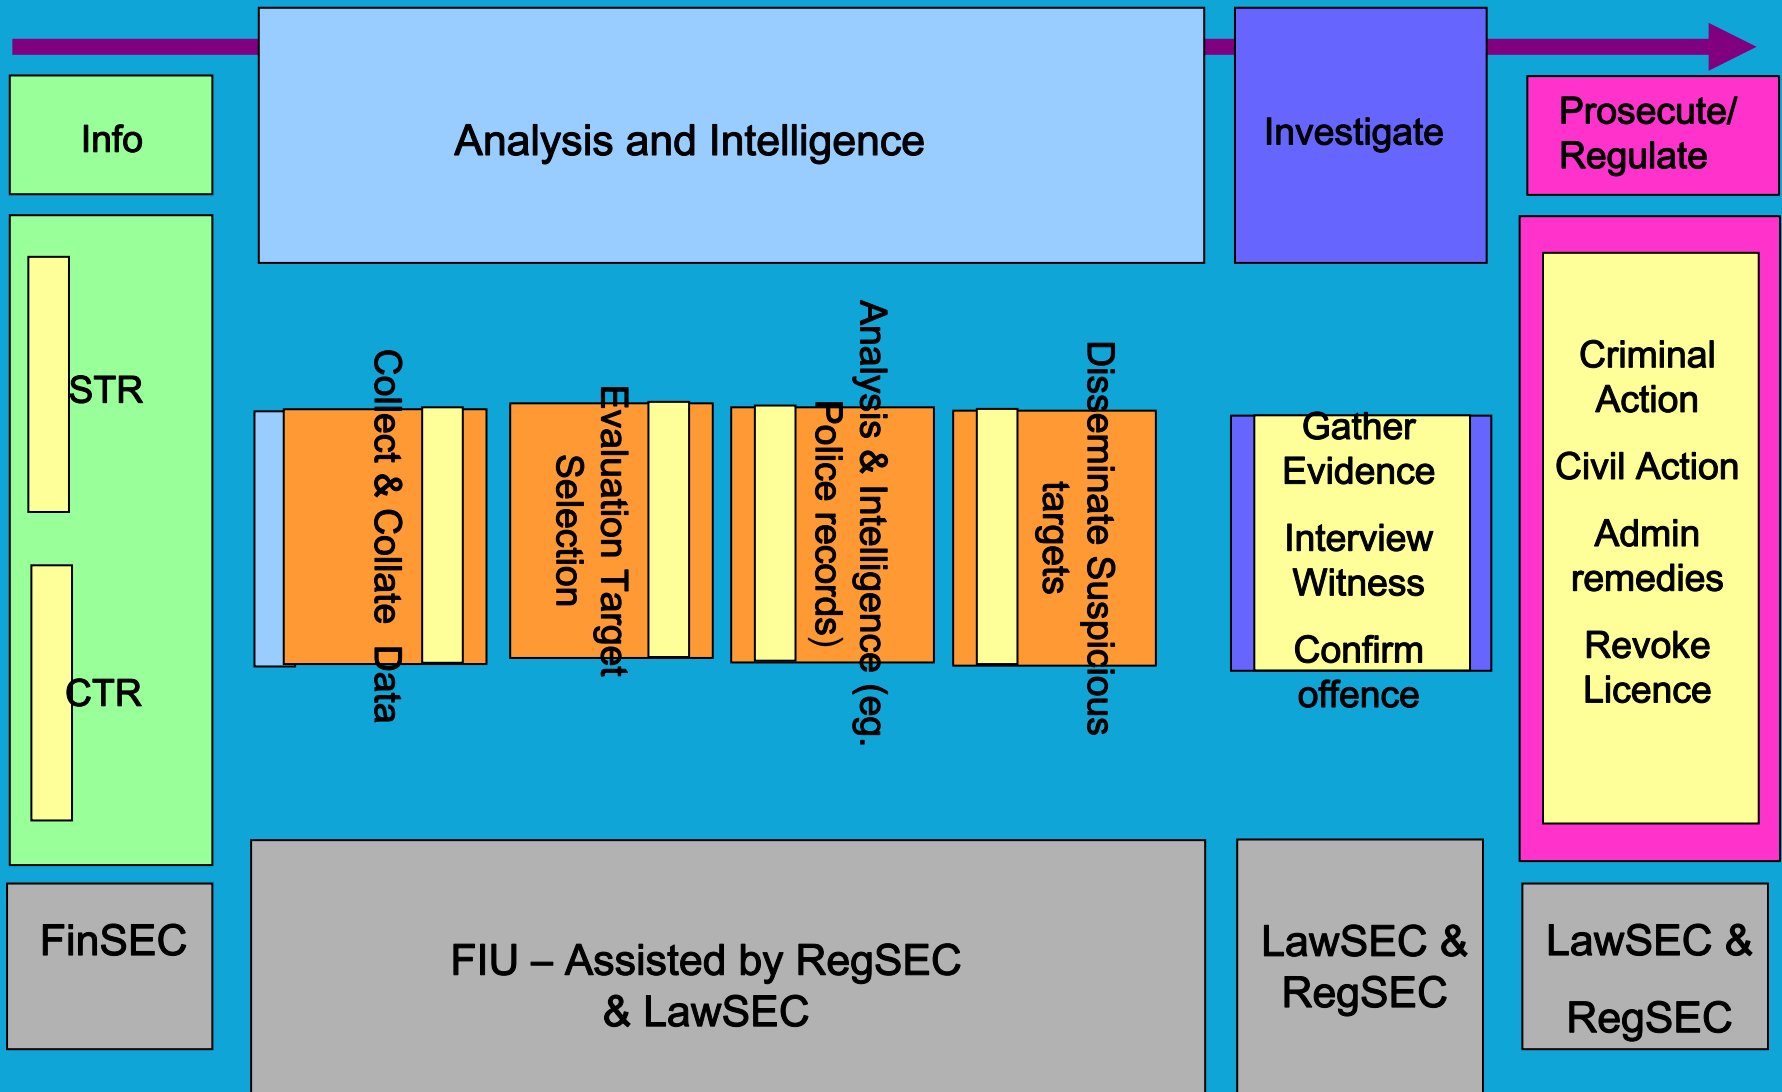 Info
Analysis and Intelligence
Investigate
Prosecute/
Regulate
STR
CTR
Collect & Collate  Data
Evaluation Target
Selection
Analysis & Intelligence (eg.
Police records)
Disseminate Suspicious
targets
Gather
Evidence
Interview
Witness
Confirm
offence
Criminal
Action
Civil Action
Admin
remedies
Revoke
Licence
FinSEC
FIU – Assisted by RegSEC
& LawSEC
LawSEC &
RegSEC
LawSEC &
RegSEC